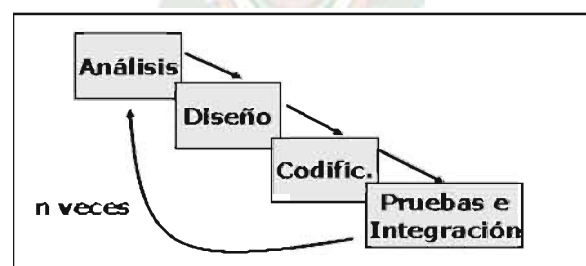 Análisis
Diseño
Codific.
Pruebas e
Integración
n veces